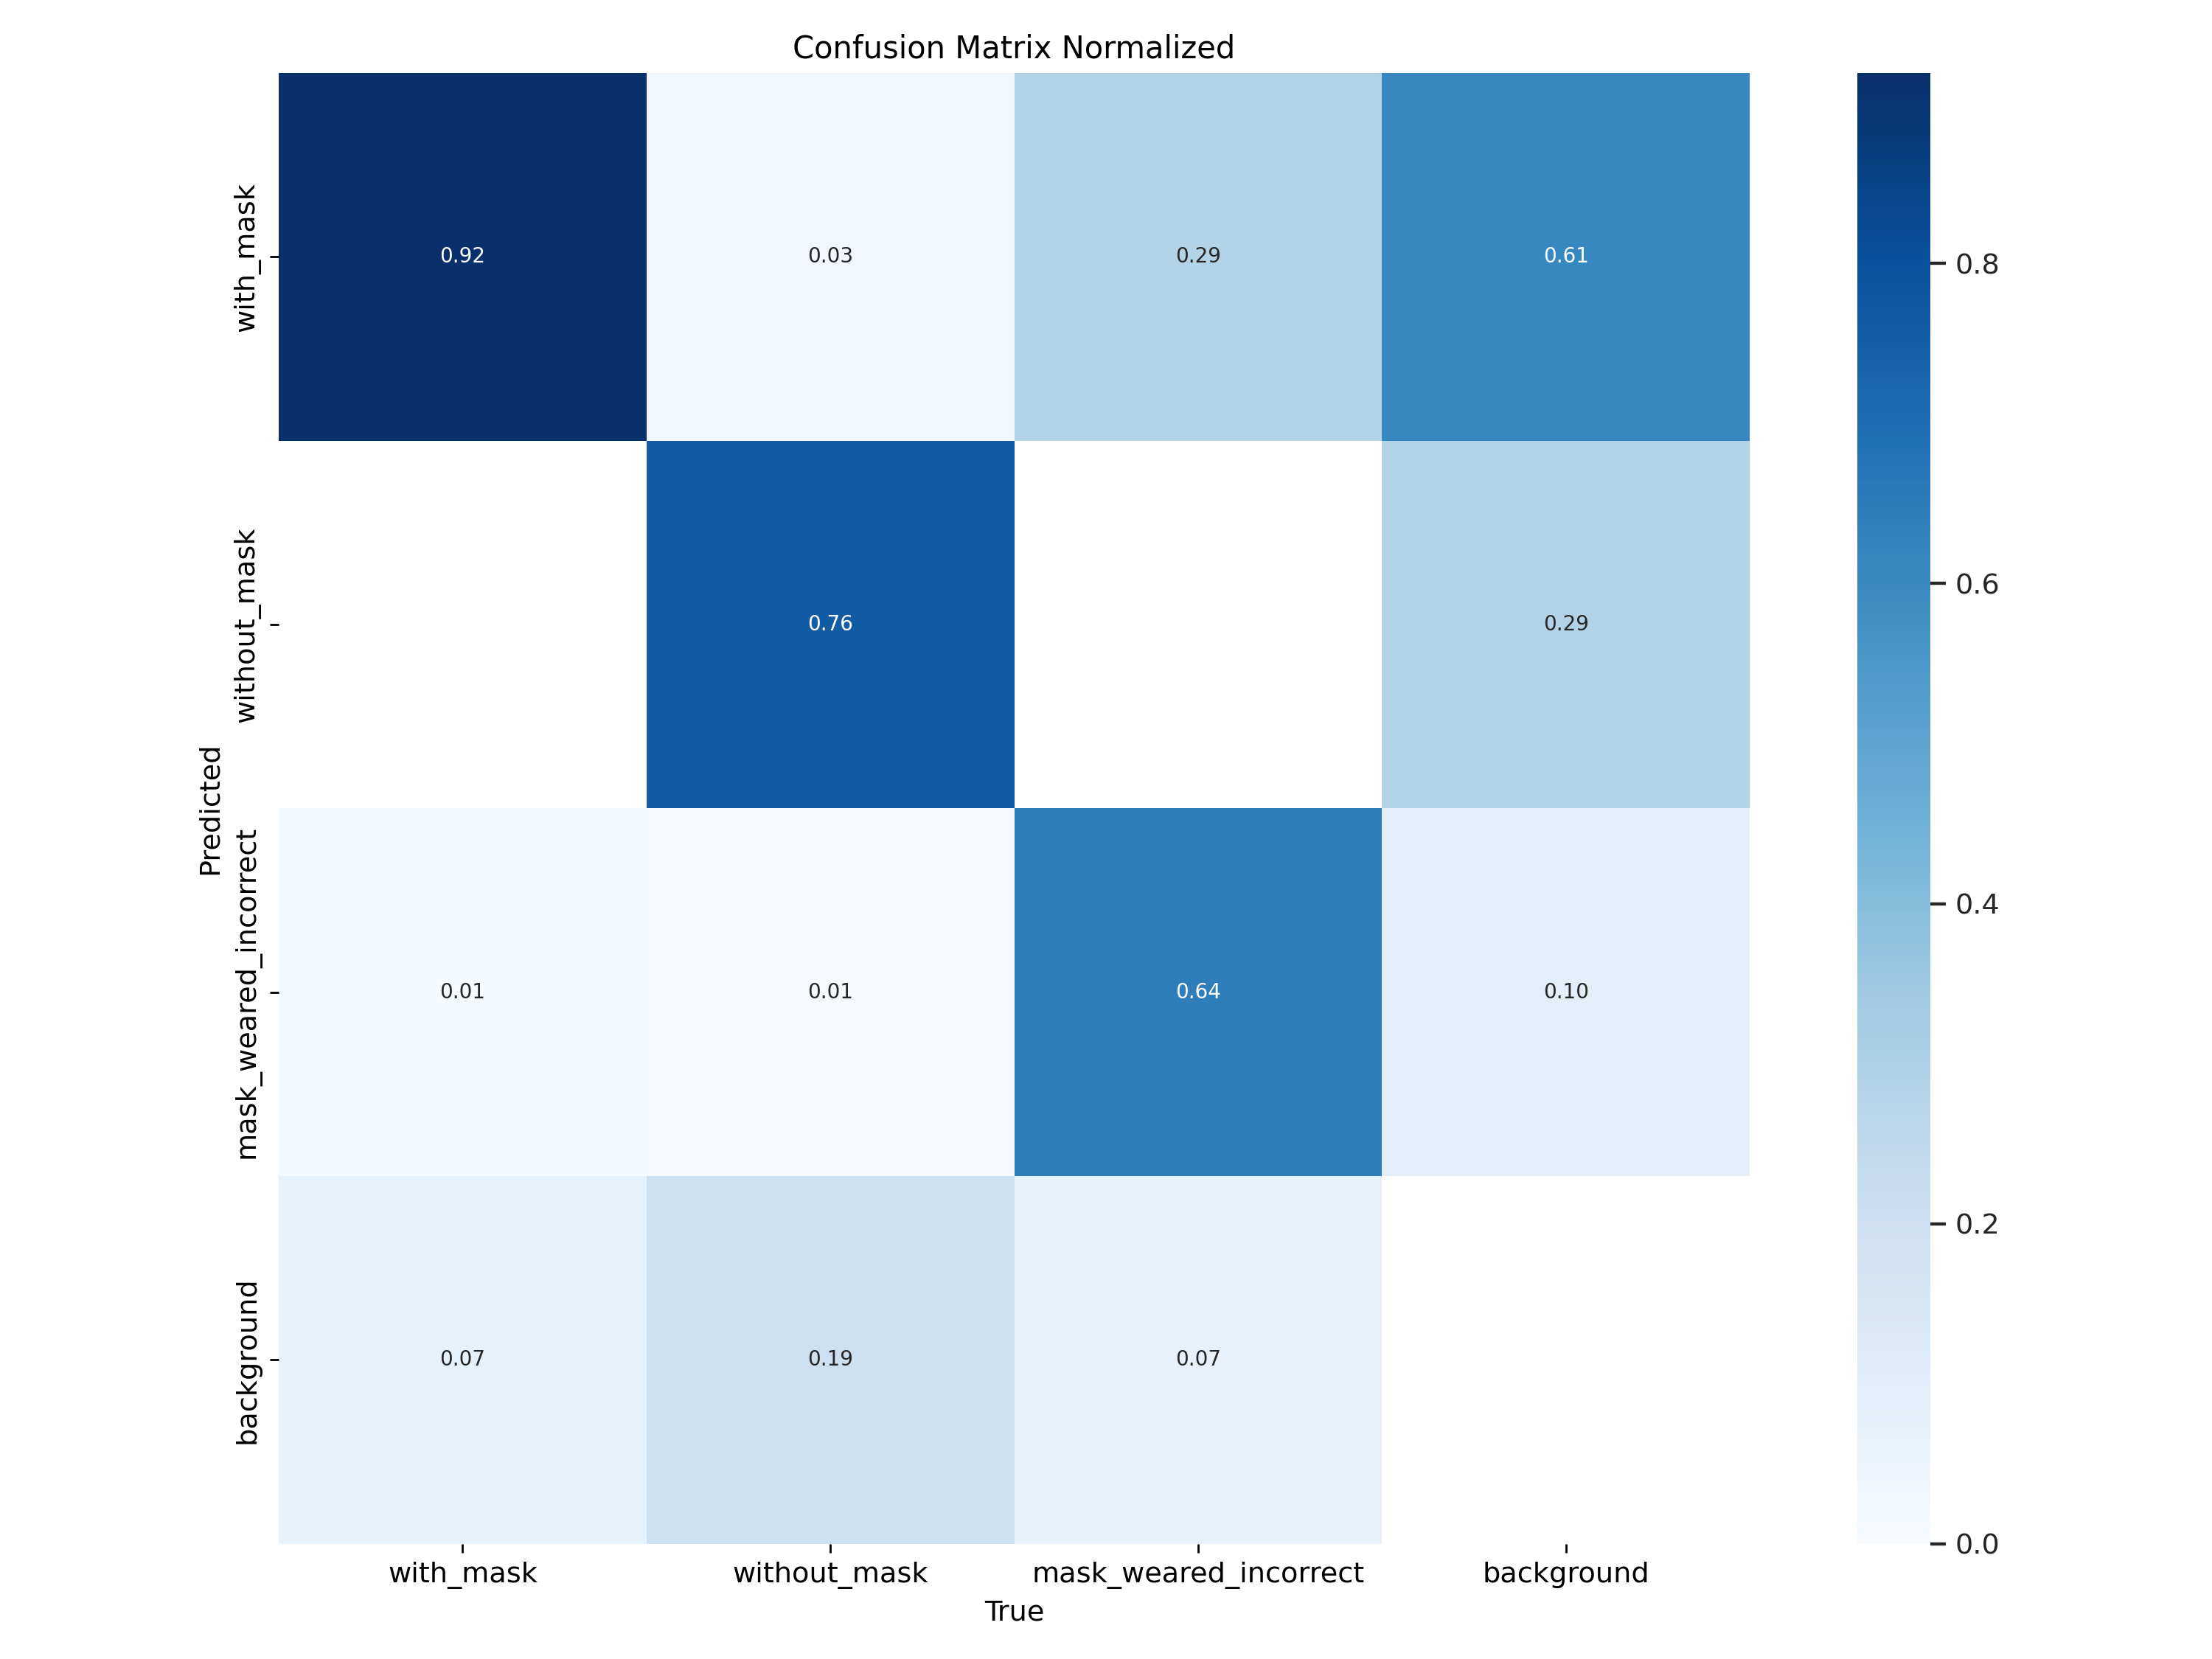 Confusion Matrix Normalized
with_mask
0.92
0.03
0.29
0.61
without_mask
0.76
0.29
mask_weared_incorrect
0.01
0.01
0.64
0.10
background
0.07
0.19
0.07
Predicted
with_mask
without_mask
mask_weared_incorrect
background
True
0.8
0.6
0.4
0.2
0.0